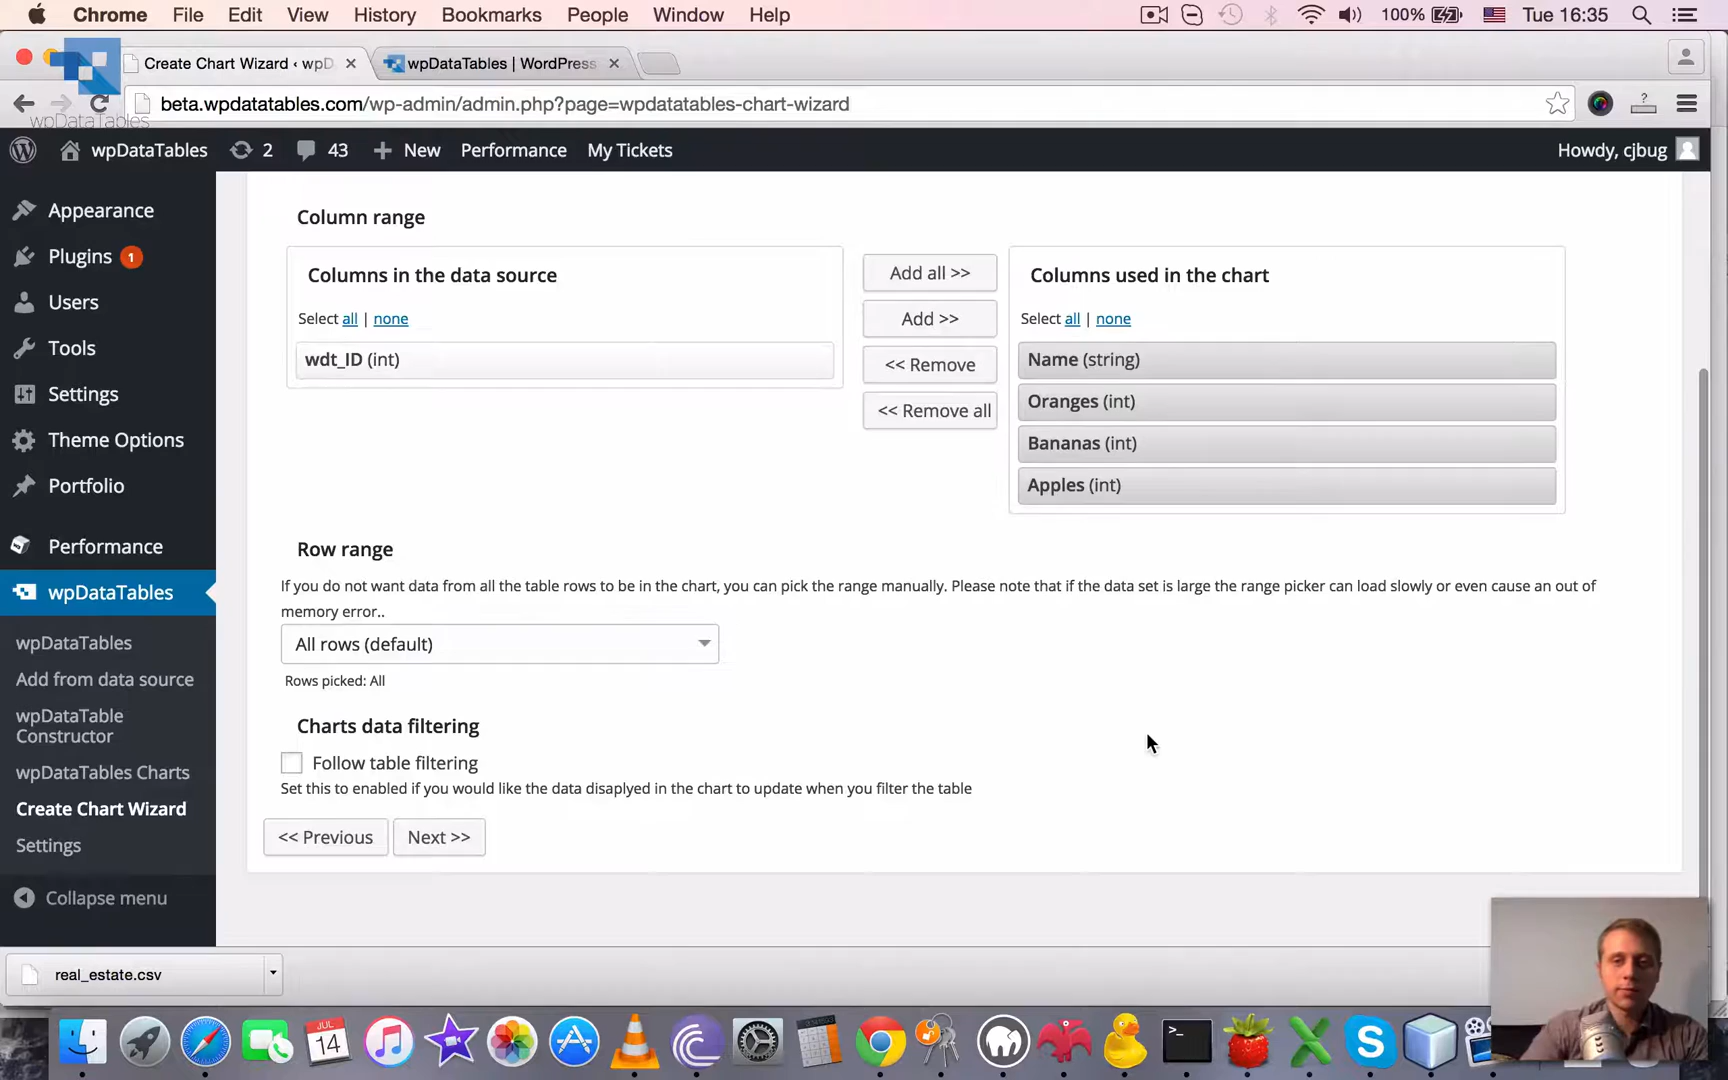 Chrome File Edit View History Bookmarks People Window Help 100% Tue 16:35
Create Chart Wizard ‹ wpD
wpDataTables | WordPress
beta.wpdatatables.com/wp-admin/admin.php?page=wpdatatables-chart-wizard
wpDataTables
wpDataTables 2 43 New Performance My Tickets Howdy, cjbug
Appearance
Plugins 1
Users
Tools
Settings
Theme Options
Portfolio
Performance
wpDataTables
wpDataTables
Add from data source
wpDataTable
Constructor
wpDataTables Charts
Create Chart Wizard
Settings
Collapse menu
Column range
Columns in the data source
Select all | none
wdt_ID (int)
Add all >>
Add >>
<< Remove
<< Remove all
Columns used in the chart
Select all | none
Name (string)
Oranges (int)
Bananas (int)
Apples (int)
Row range
If you do not want data from all the table rows to be in the chart, you can pick the range manually. Please note that if the data set is large the range picker can load slowly or even cause an out of
memory error..
All rows (default)
Rows picked: All
Charts data filtering
Follow table filtering
Set this to enabled if you would like the data disaplyed in the chart to update when you filter the table
<< Previous
Next >>
real_estate.csv
JUL
14